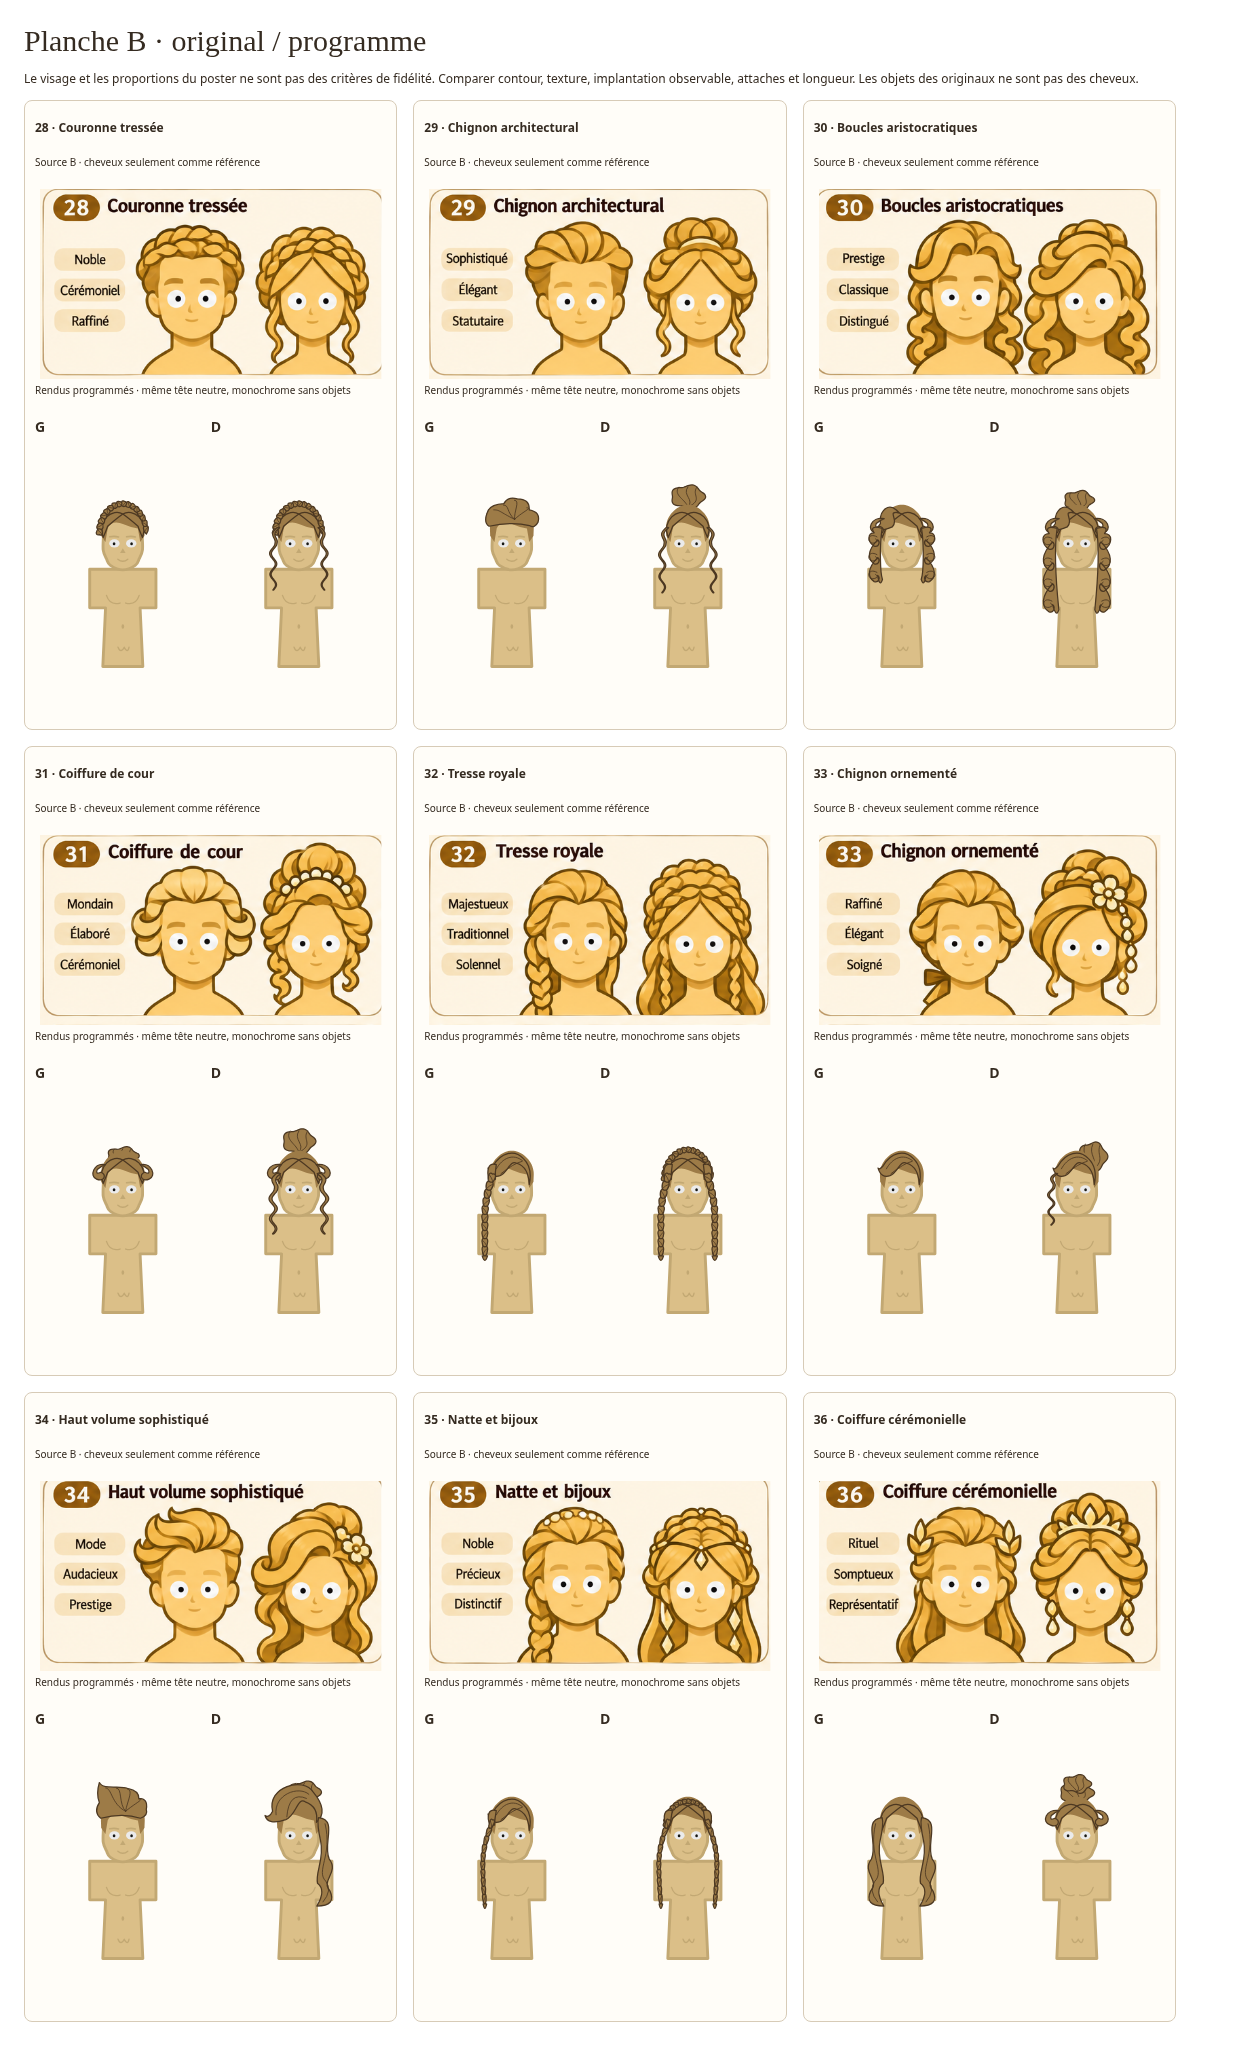 Planche B · original / programme
Le visage et les proportions du poster ne sont pas des critères de fidélité. Comparer contour, texture, implantation observable, attaches et longueur. Les objets des originaux ne sont pas des cheveux.
28 · Couronne tressée
Source B · cheveux seulement comme référence
28 Couronne tressée
Noble
Cérémoniel
Raffiné
Rendus programmés · même tête neutre, monochrome sans objets
G D
29 · Chignon architectural
Source B · cheveux seulement comme référence
29 Chignon architectural
Sophistiqué
Élégant
Statutaire
Rendus programmés · même tête neutre, monochrome sans objets
G D
30 · Boucles aristocratiques
Source B · cheveux seulement comme référence
30 Boucles aristocratiques
Prestige
Classique
Distingué
Rendus programmés · même tête neutre, monochrome sans objets
G D
31 · Coiffure de cour
Source B · cheveux seulement comme référence
31 Coiffure de cour
Mondain
Élaboré
Cérémoniel
Rendus programmés · même tête neutre, monochrome sans objets
G D
32 · Tresse royale
Source B · cheveux seulement comme référence
32 Tresse royale
Majestueux
Traditionnel
Solennel
Rendus programmés · même tête neutre, monochrome sans objets
G D
33 · Chignon ornementé
Source B · cheveux seulement comme référence
33 Chignon ornementé
Raffiné
Élégant
Soigné
Rendus programmés · même tête neutre, monochrome sans objets
G D
34 · Haut volume sophistiqué
Source B · cheveux seulement comme référence
34 Haut volume sophistiqué
Mode
Audacieux
Prestige
Rendus programmés · même tête neutre, monochrome sans objets
G D
35 · Natte et bijoux
Source B · cheveux seulement comme référence
35 Natte et bijoux
Noble
Précieux
Distinctif
Rendus programmés · même tête neutre, monochrome sans objets
G D
36 · Coiffure cérémonielle
Source B · cheveux seulement comme référence
36 Coiffure cérémonielle
Rituel
Somptueux
Représentatif
Rendus programmés · même tête neutre, monochrome sans objets
G D